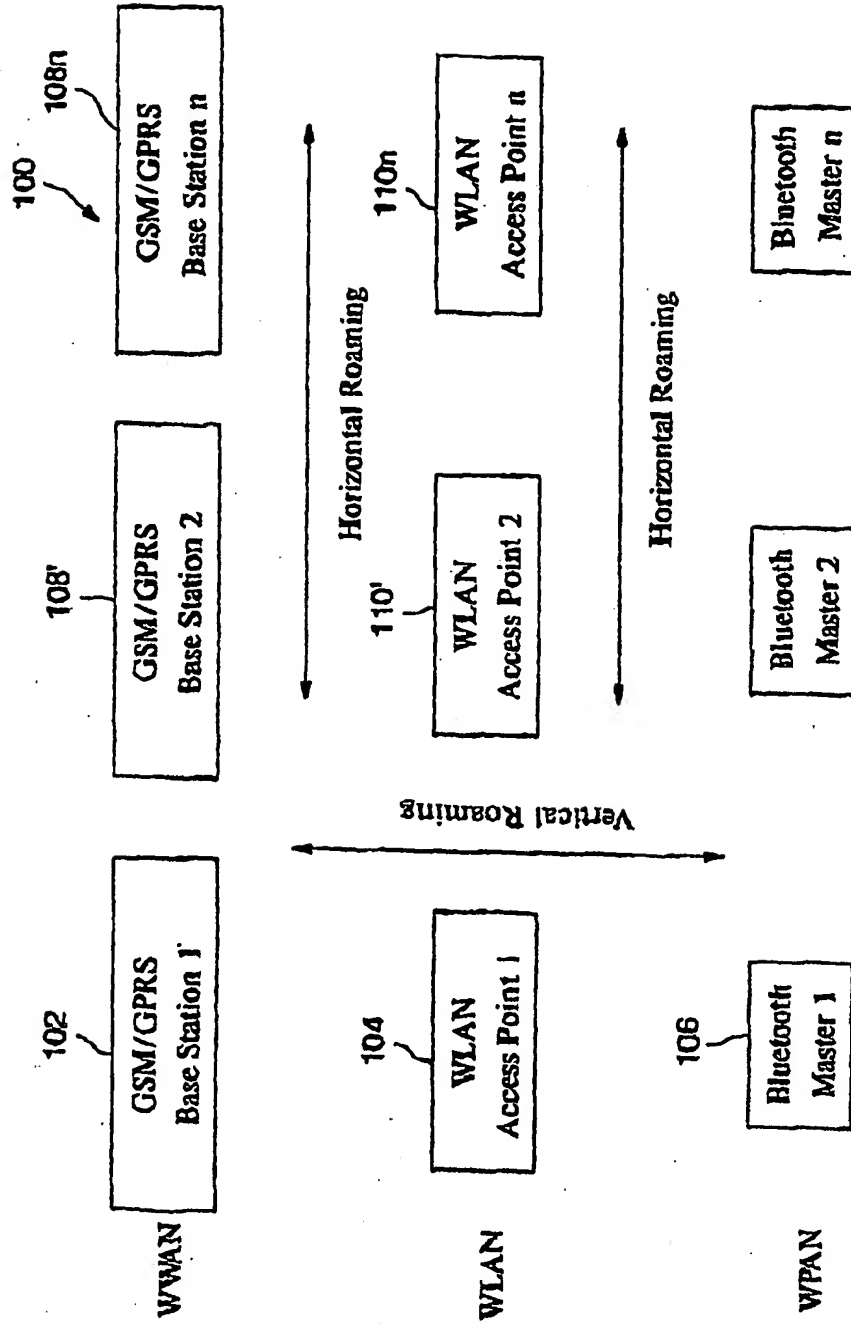 100
WWAN
102
GSM/GPRS
Base Station 1
108'
GSM/GPRS
Base Station 2
108n
GSM/GPRS
Base Station n
Horizontal Roaming
Vertical Roaming
WLAN
104
WLAN
Access Point 1
110'
WLAN
Access Point 2
110n
WLAN
Access Point n
Horizontal Roaming
WPAN
106
Bluetooth
Master 1
Bluetooth
Master 2
Bluetooth
Master n